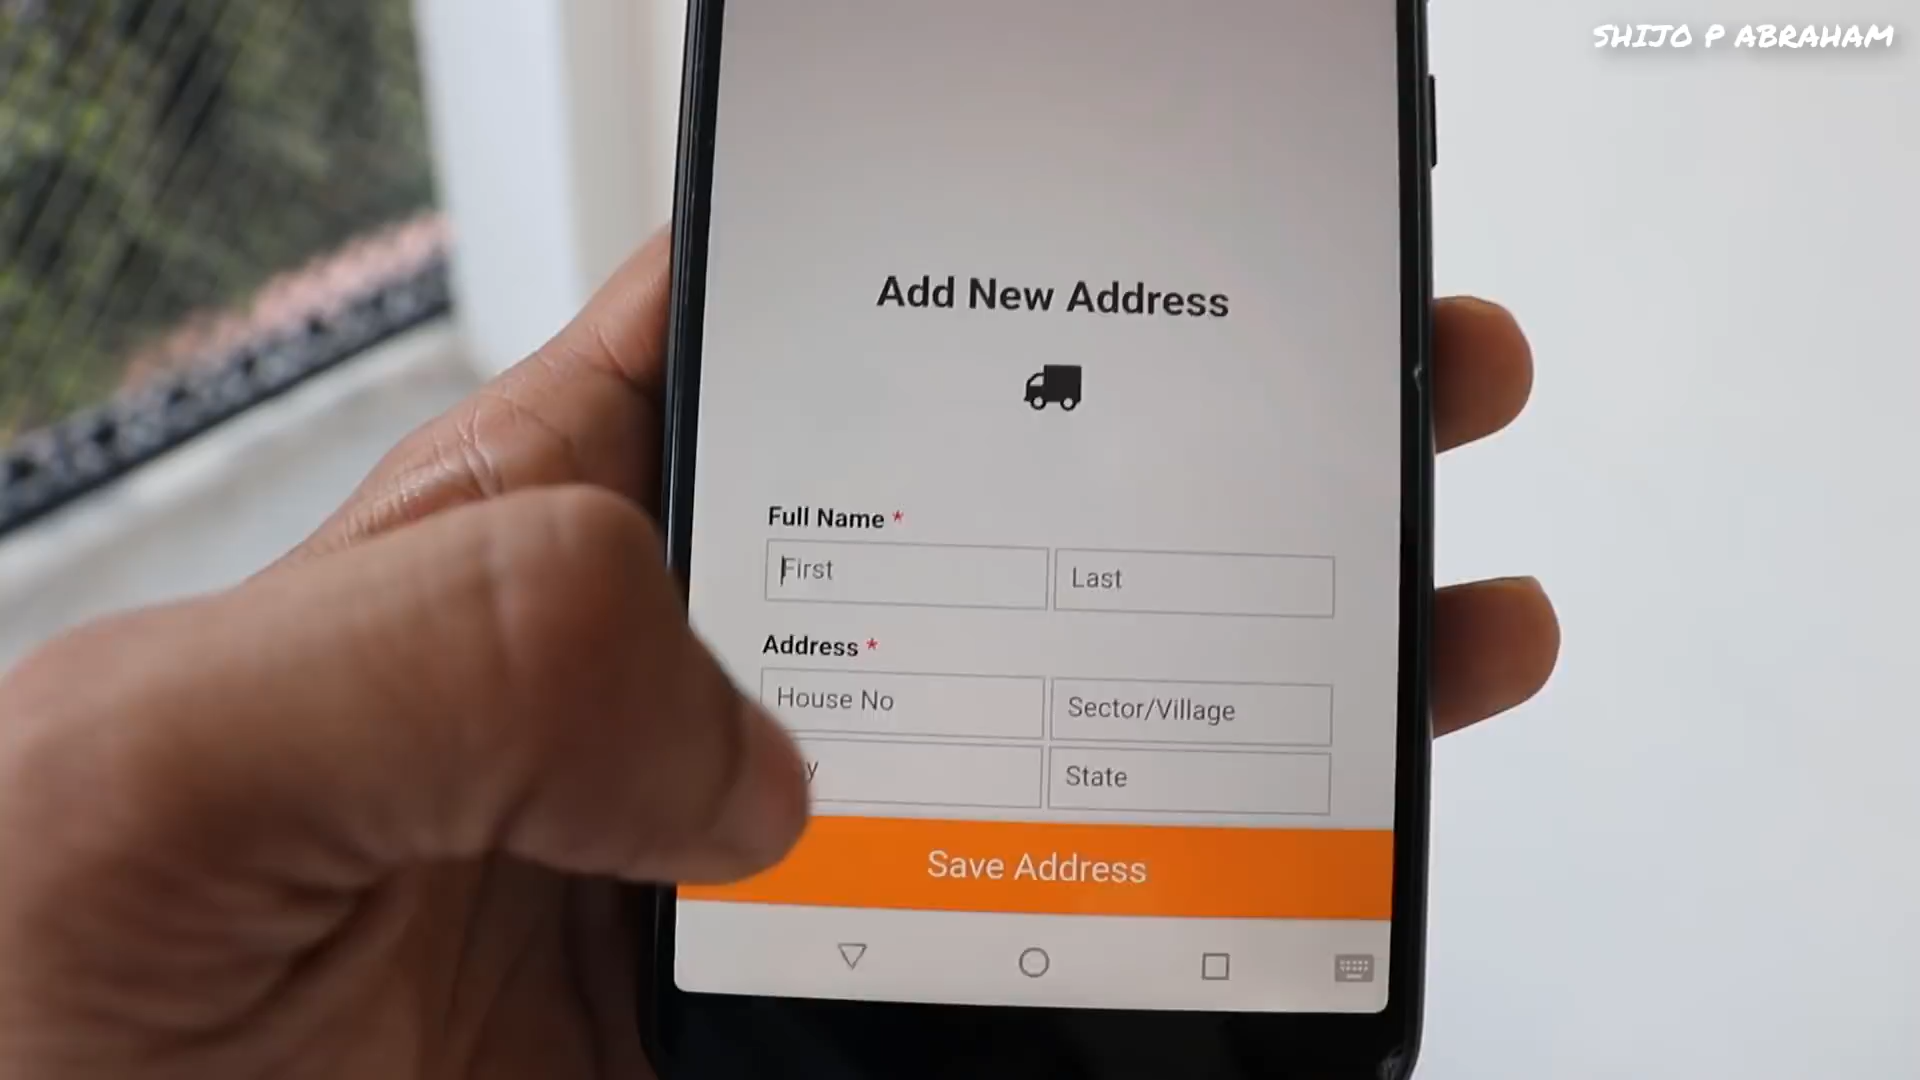 SHIJO P ABRAHAM
Add New Address
Full Name *
First Last
Address *
House No Sector/Village
State
Save Address